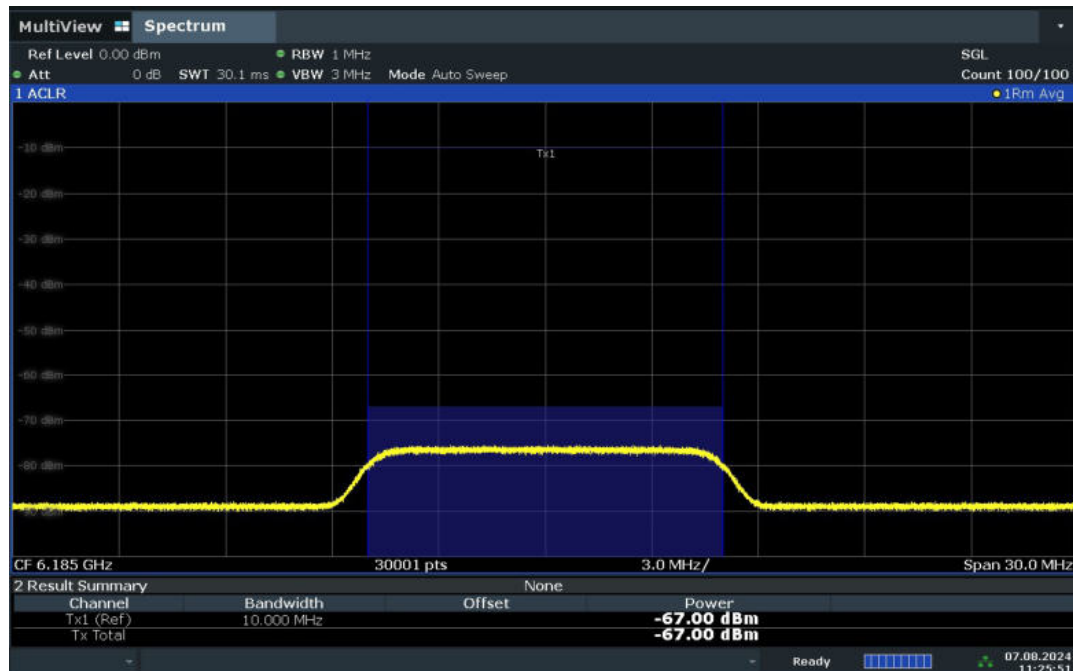 MultiView Spectrum
Ref Level 0.00 dBm RBW 1 MHz SGL
Att 0 dB SWT 30.1 ms VBW 3 MHz Mode Auto Sweep Count 100/100
1 ACLR 1Rm Avg
-10 dBm
Tx1
-20 dBm
-30 dBm
-40 dBm
-50 dBm
-60 dBm
-70 dBm
-80 dBm
-90 dBm
CF 6.185 GHz 30001 pts 3.0 MHz/ Span 30.0 MHz
2 Result Summary None
Channel Bandwidth Offset Power
Tx1 (Ref) 10.000 MHz -67.00 dBm
Tx Total -67.00 dBm
Ready 07.08.2024
11:25:51